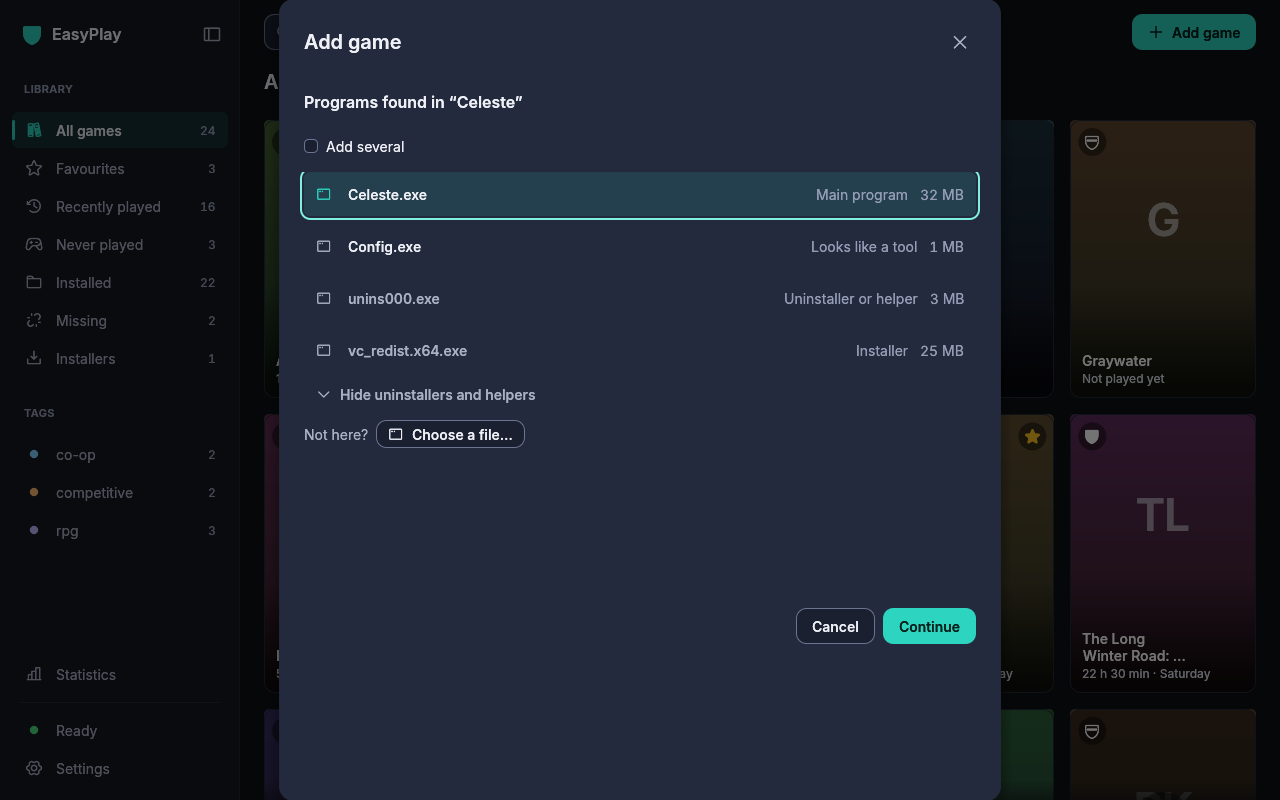 EasyPlay
LIBRARY
All games 24
Favourites 3
Recently played 16
Never played 3
Installed 22
Missing 2
Installers 1
TAGS
co-op 2
competitive 2
rpg 3
Statistics
Ready
Settings
Add game
Add game
Programs found in “Celeste”
Add several
Celeste.exe Main program 32 MB
Config.exe Looks like a tool 1 MB
unins000.exe Uninstaller or helper 3 MB
vc_redist.x64.exe Installer 25 MB
Hide uninstallers and helpers
Not here? Choose a file...
Cancel Continue
G
Graywater
Not played yet
TL
The Long
Winter Road: ...
22 h 30 min · Saturday